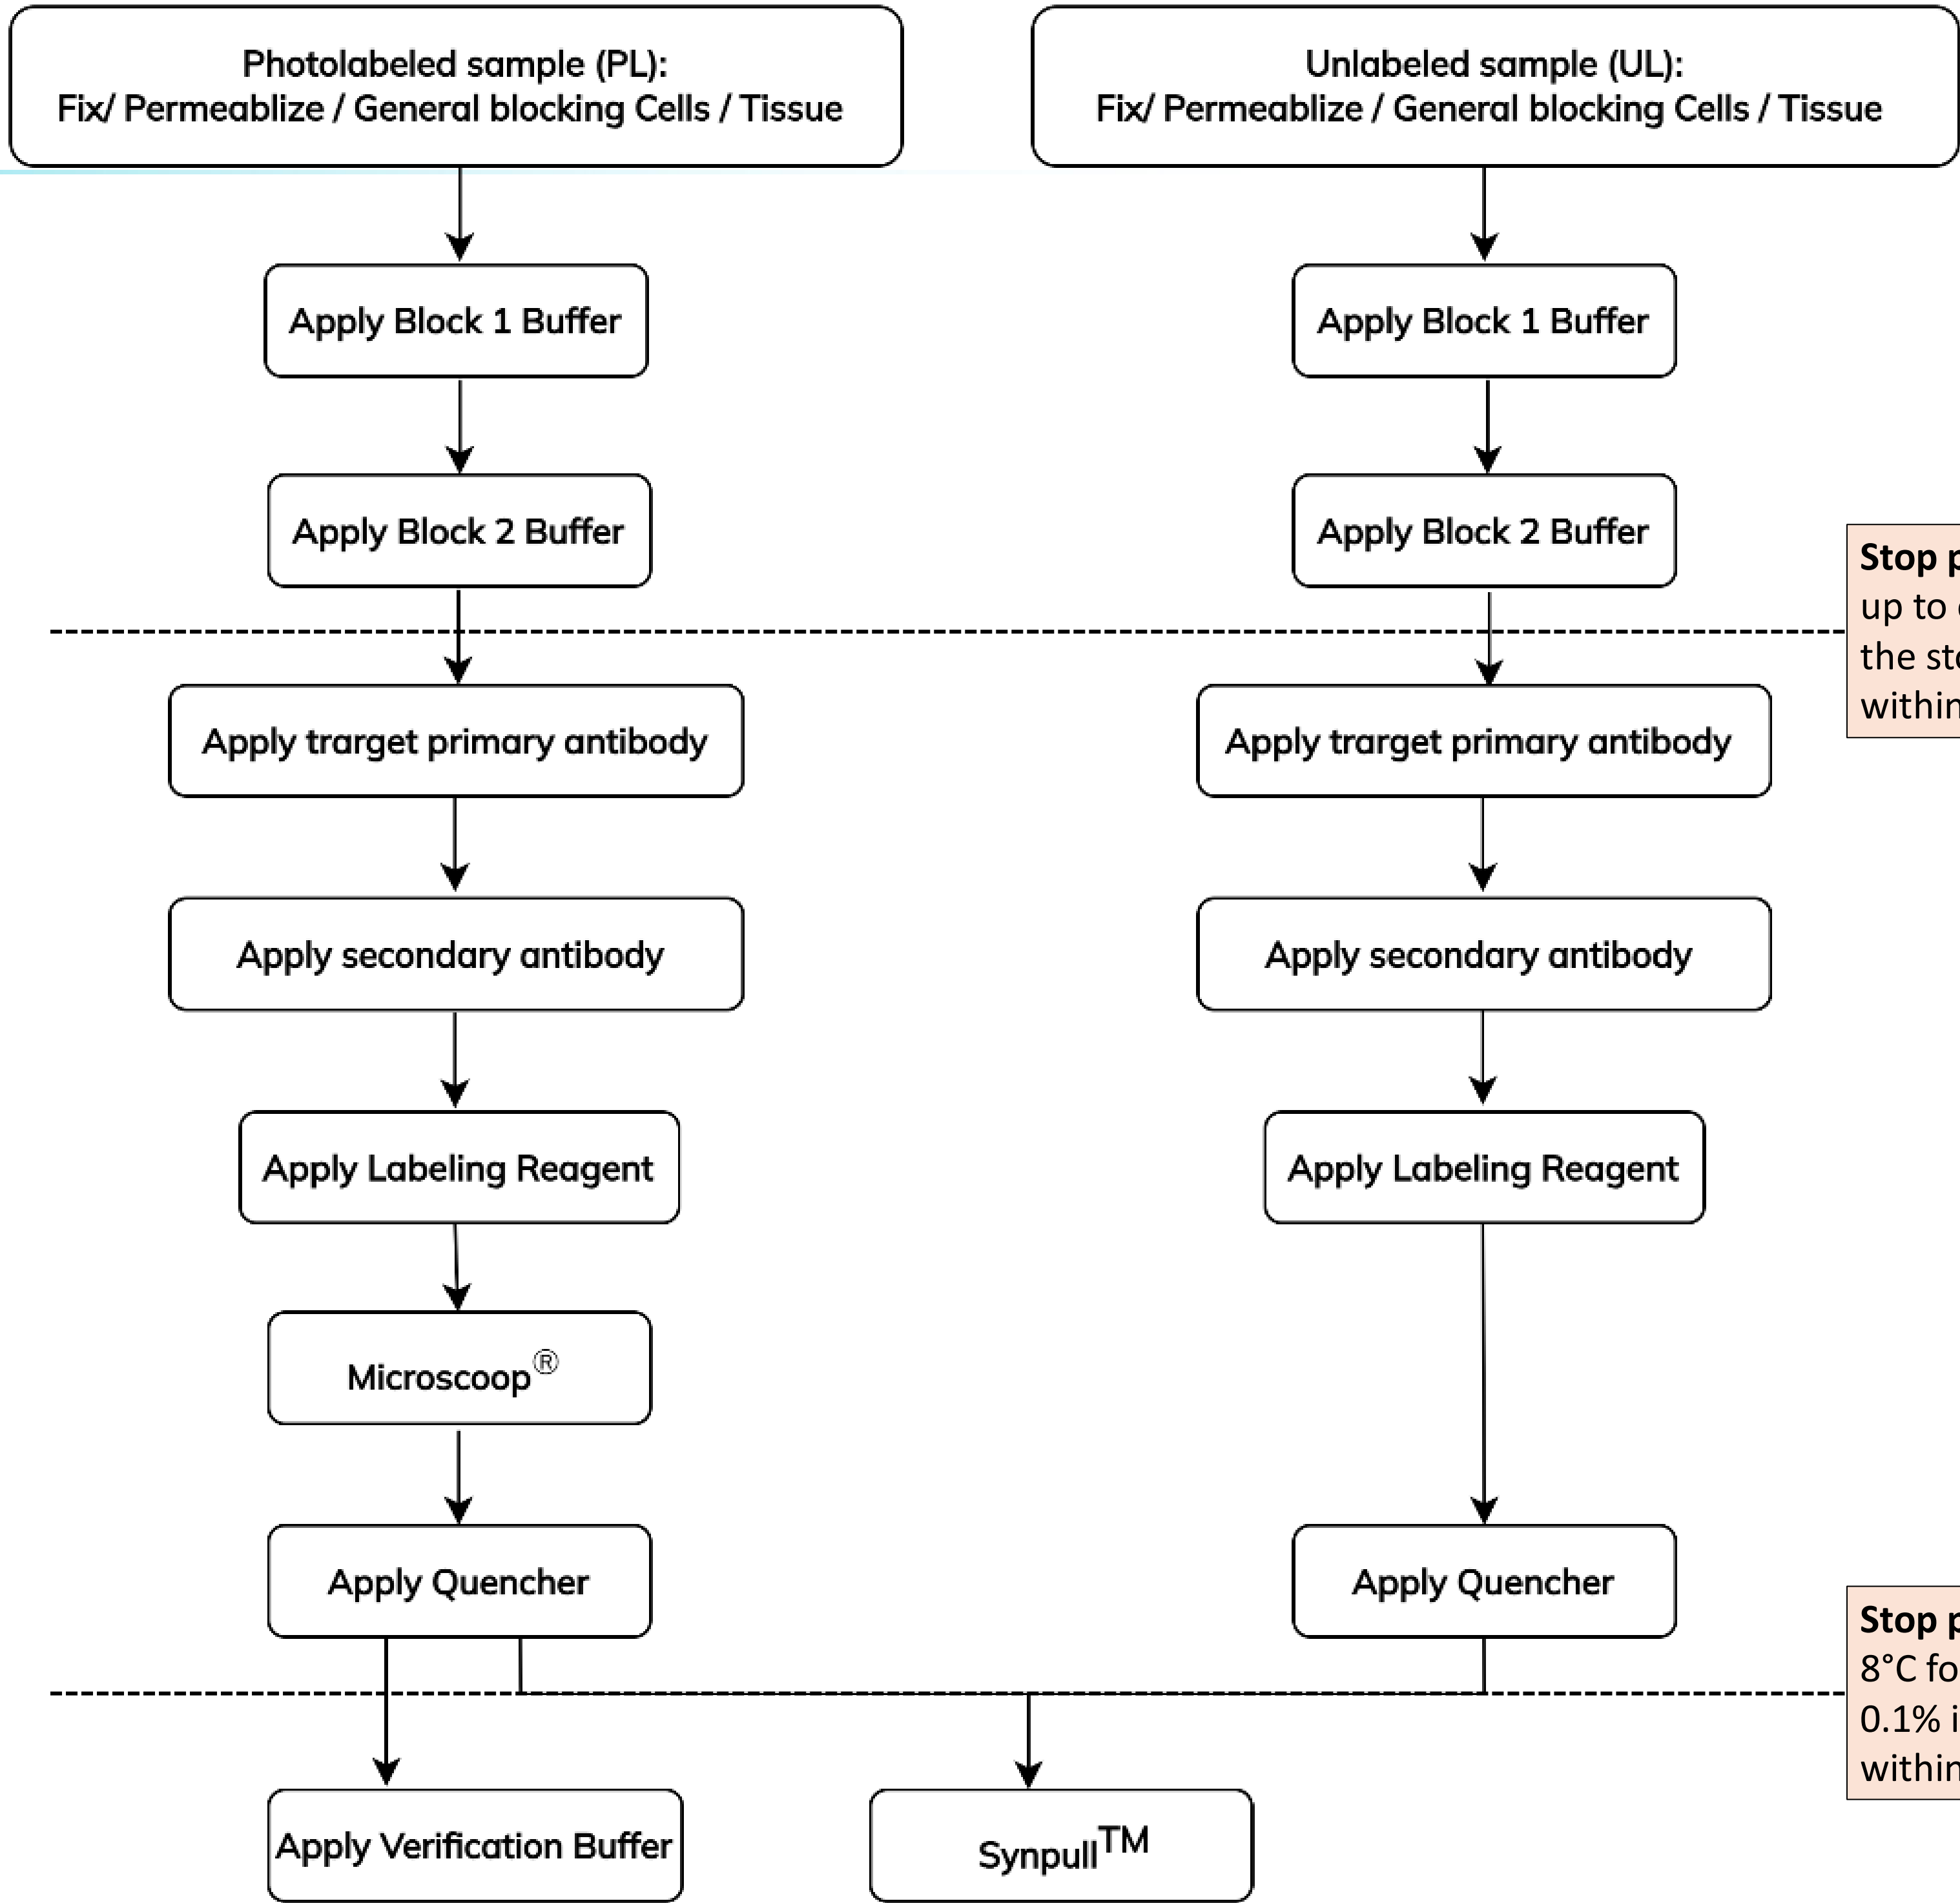 Photolabeled sample (PL):
Fix/ Permeablize / General blocking Cells / Tissue
Apply Block 1 Buffer
Apply Block 2 Buffer
Apply trarget primary antibody
Apply secondary antibody
Apply Labeling Reagent
Microscoop®
Apply Quencher
Apply Verification Buffer
Unlabeled sample (UL):
Fix/ Permeablize / General blocking Cells / Tissue
Apply Block 1 Buffer
Apply Block 2 Buffer
Apply trarget primary antibody
Apply secondary antibody
Apply Labeling Reagent
Apply Quencher
Synpull™
Stop
up to
the
within
Stop
8°C
0.1%
within